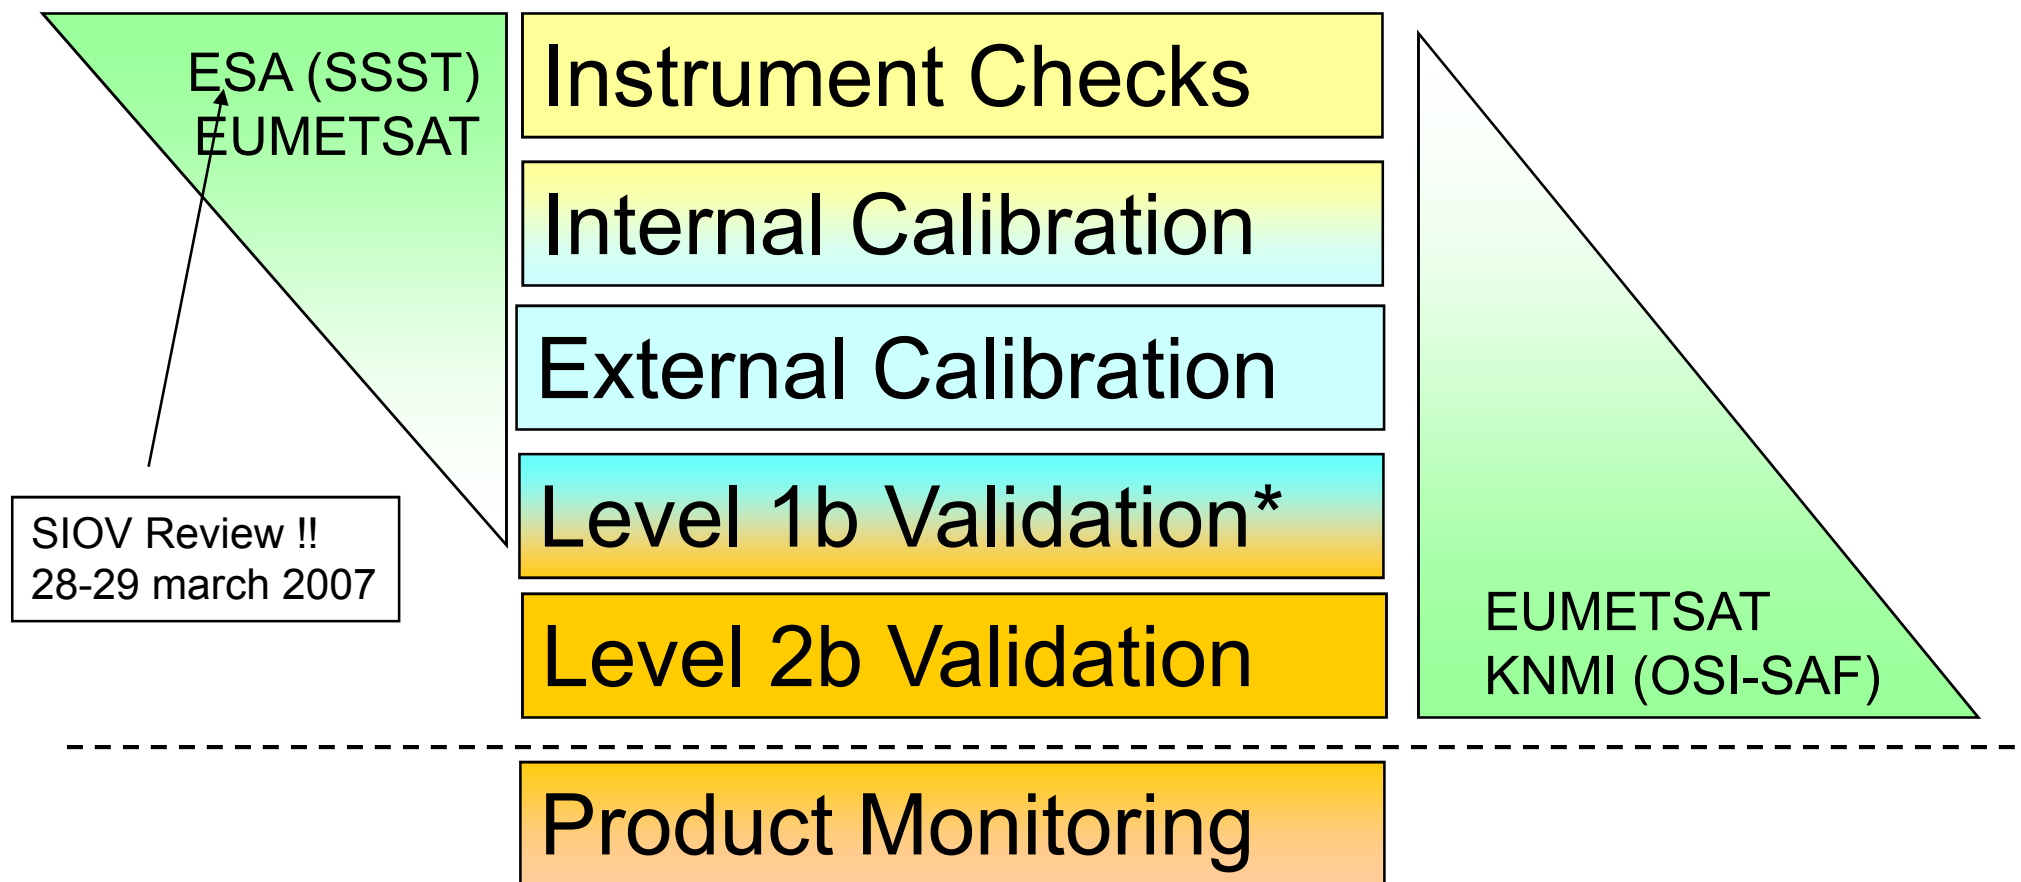 ESA (SSST)
EUMETSAT
Instrument Checks
Internal Calibration
External Calibration
Level 1b Validation*
SIOV Review !!
28-29 march 2007
Level 2b Validation
EUMETSAT
KNMI (OSI-SAF)
Product Monitoring